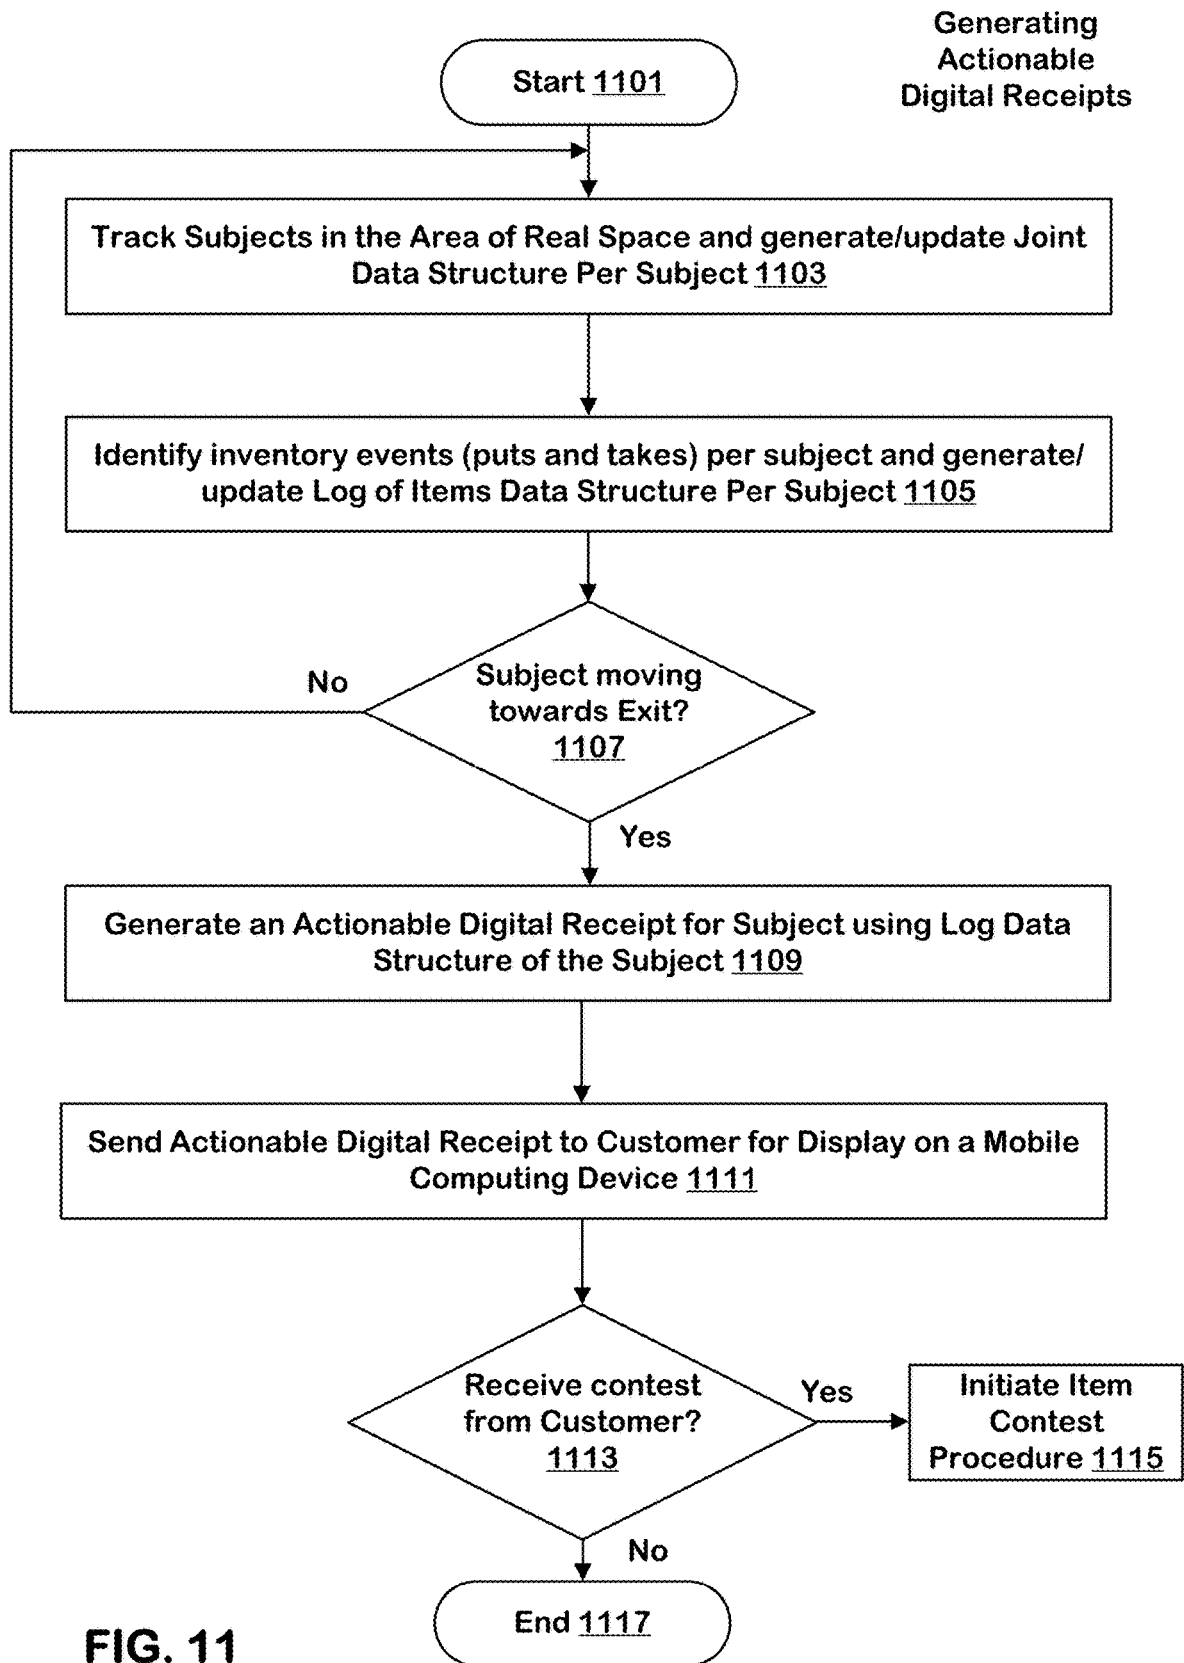 Generating
Actionable
Digital Receipts
Start 1101
Track Subjects in the Area of Real Space and generate/update Joint
Data Structure Per Subject 1103
Identify inventory events (puts and takes) per subject and generate/
update Log of Items Data Structure Per Subject 1105
No
Subject moving
towards Exit?
1107
Yes
Generate an Actionable Digital Receipt for Subject using Log Data
Structure of the Subject 1109
Send Actionable Digital Receipt to Customer for Display on a Mobile
Computing Device 1111
Receive contest
from Customer?
1113
Yes
Initiate Item
Contest
Procedure 1115
No
End 1117
FIG. 11